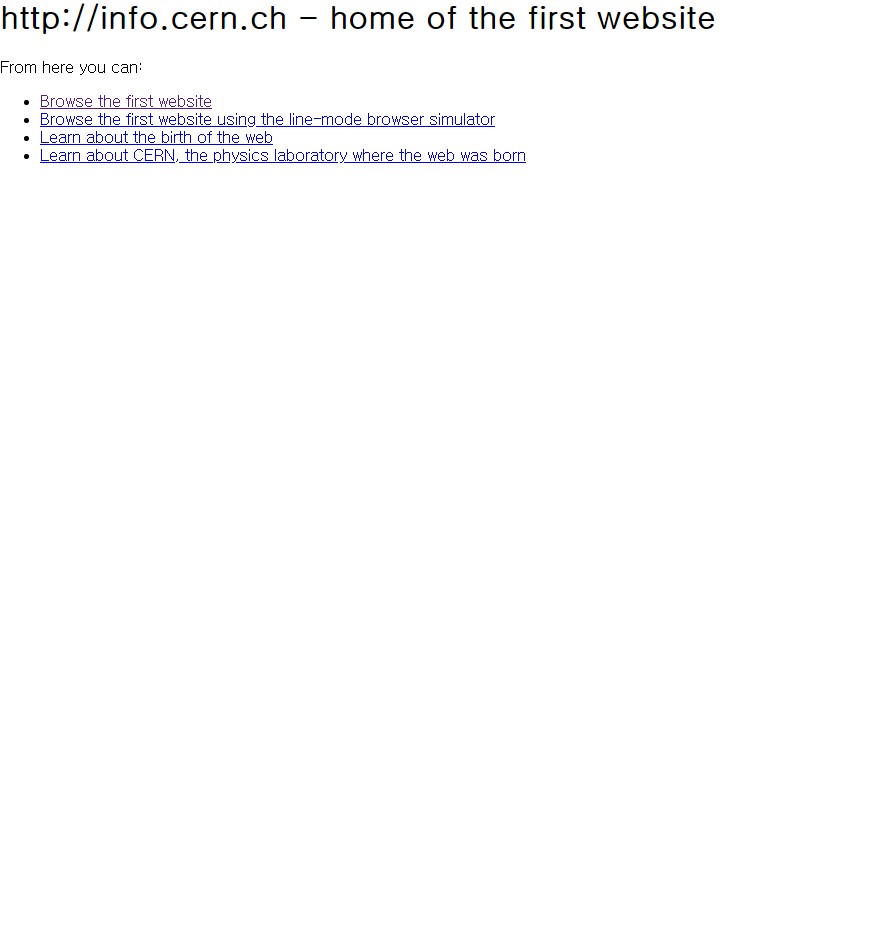 http://info.cern.ch - home of the first website
From here you can:
Browse the first website
Browse the first website using the line-mode browser simulator
Learn about the birth of the web
Learn about CERN, the physics laboratory where the web was born